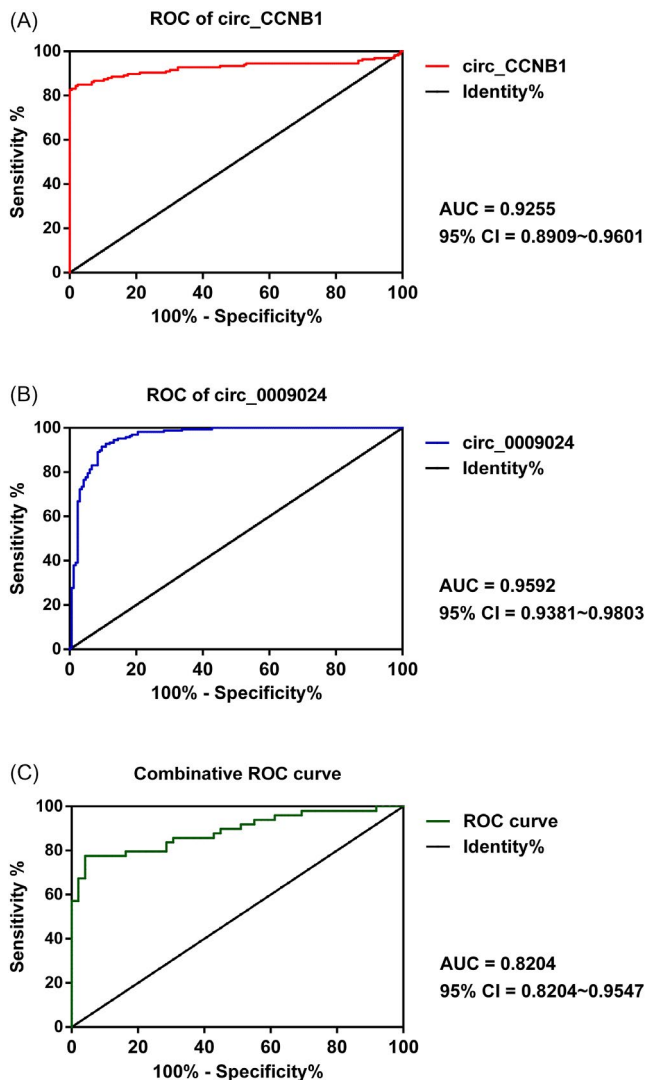 (A)
ROC of circ_CCNB1
100
80
60
40
20
0
Sensitivity %
0 20 40 60 80 100
100% - Specificity%
circ_CCNB1
Identity%
AUC = 0.9255
95% CI = 0.8909~0.9601
(B)
ROC of circ_0009024
100
80
60
40
20
0
Sensitivity %
0 20 40 60 80 100
100% - Specificity%
circ_0009024
Identity%
AUC = 0.9592
95% CI = 0.9381~0.9803
(C)
Combinative ROC curve
100
80
60
40
20
0
Sensitivity %
0 20 40 60 80 100
100% - Specificity%
ROC curve
Identity%
AUC = 0.8204
95% CI = 0.8204~0.9547